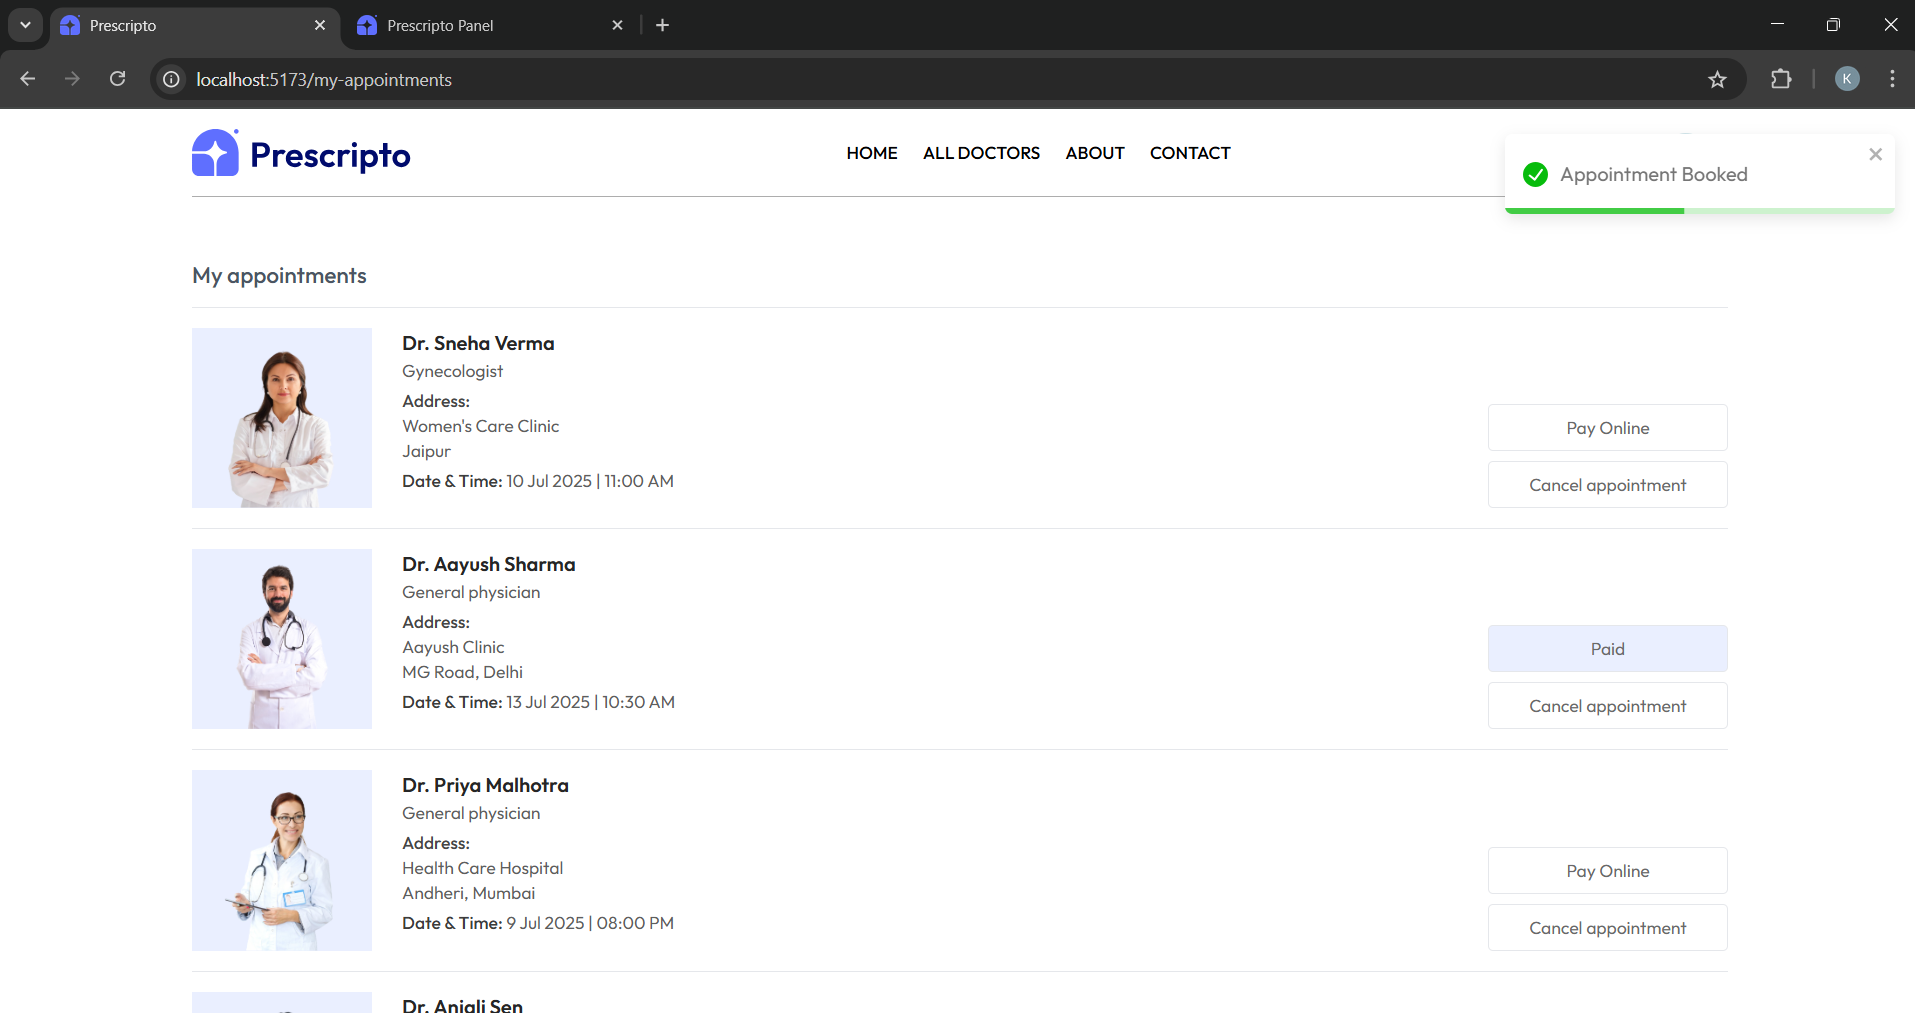 Prescripto
Prescripto Panel
localhost:5173/my-appointments
K
Prescripto
HOME
ALL DOCTORS
ABOUT
CONTACT
Appointment Booked
My appointments
Dr. Sneha Verma
Gynecologist
Address:
Women's Care Clinic
Jaipur
Date & Time: 10 Jul 2025 | 11:00 AM
Pay Online
Cancel appointment
Dr. Aayush Sharma
General physician
Address:
Aayush Clinic
MG Road, Delhi
Date & Time: 13 Jul 2025 | 10:30 AM
Paid
Cancel appointment
Dr. Priya Malhotra
General physician
Address:
Health Care Hospital
Andheri, Mumbai
Date & Time: 9 Jul 2025 | 08:00 PM
Pay Online
Cancel appointment
Dr. Anjali Sen